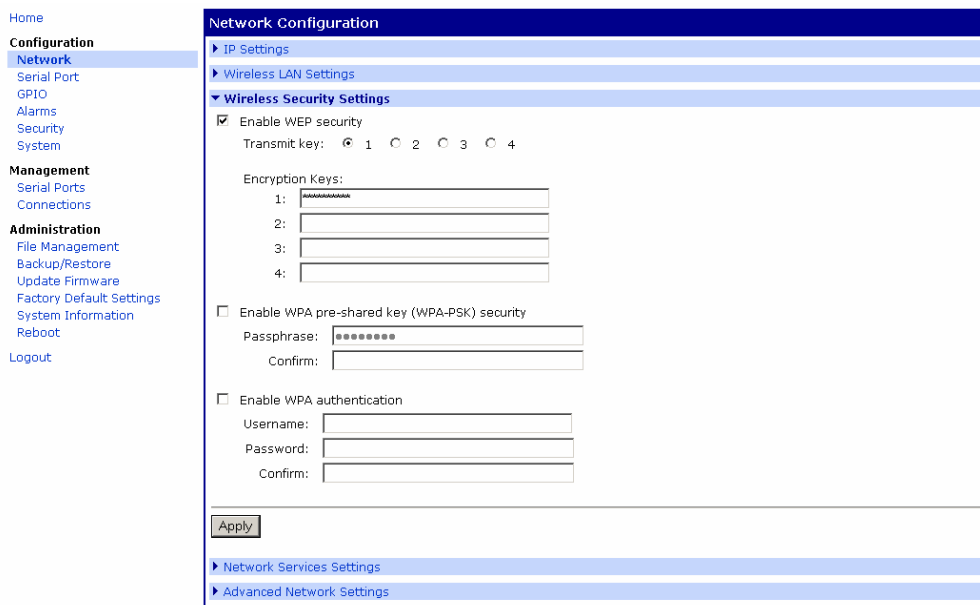 Home
Configuration
Network
Serial Port
GPIO
Alarms
Security
System
Management
Serial Ports
Connections
Administration
File Management
Backup/Restore
Update Firmware
Factory Default Settings
System Information
Reboot
Logout
Network Configuration
IP Settings
Wireless LAN Settings
Wireless Security Settings
Enable WEP security
Transmit key: 1 2 3 4
Encryption Keys:
1: **********
2:
3:
4:
Enable WPA pre-shared key (WPA-PSK) security
Passphrase: ●●●●●●●●
Confirm:
Enable WPA authentication
Username:
Password:
Confirm:
Apply
Network Services Settings
Advanced Network Settings